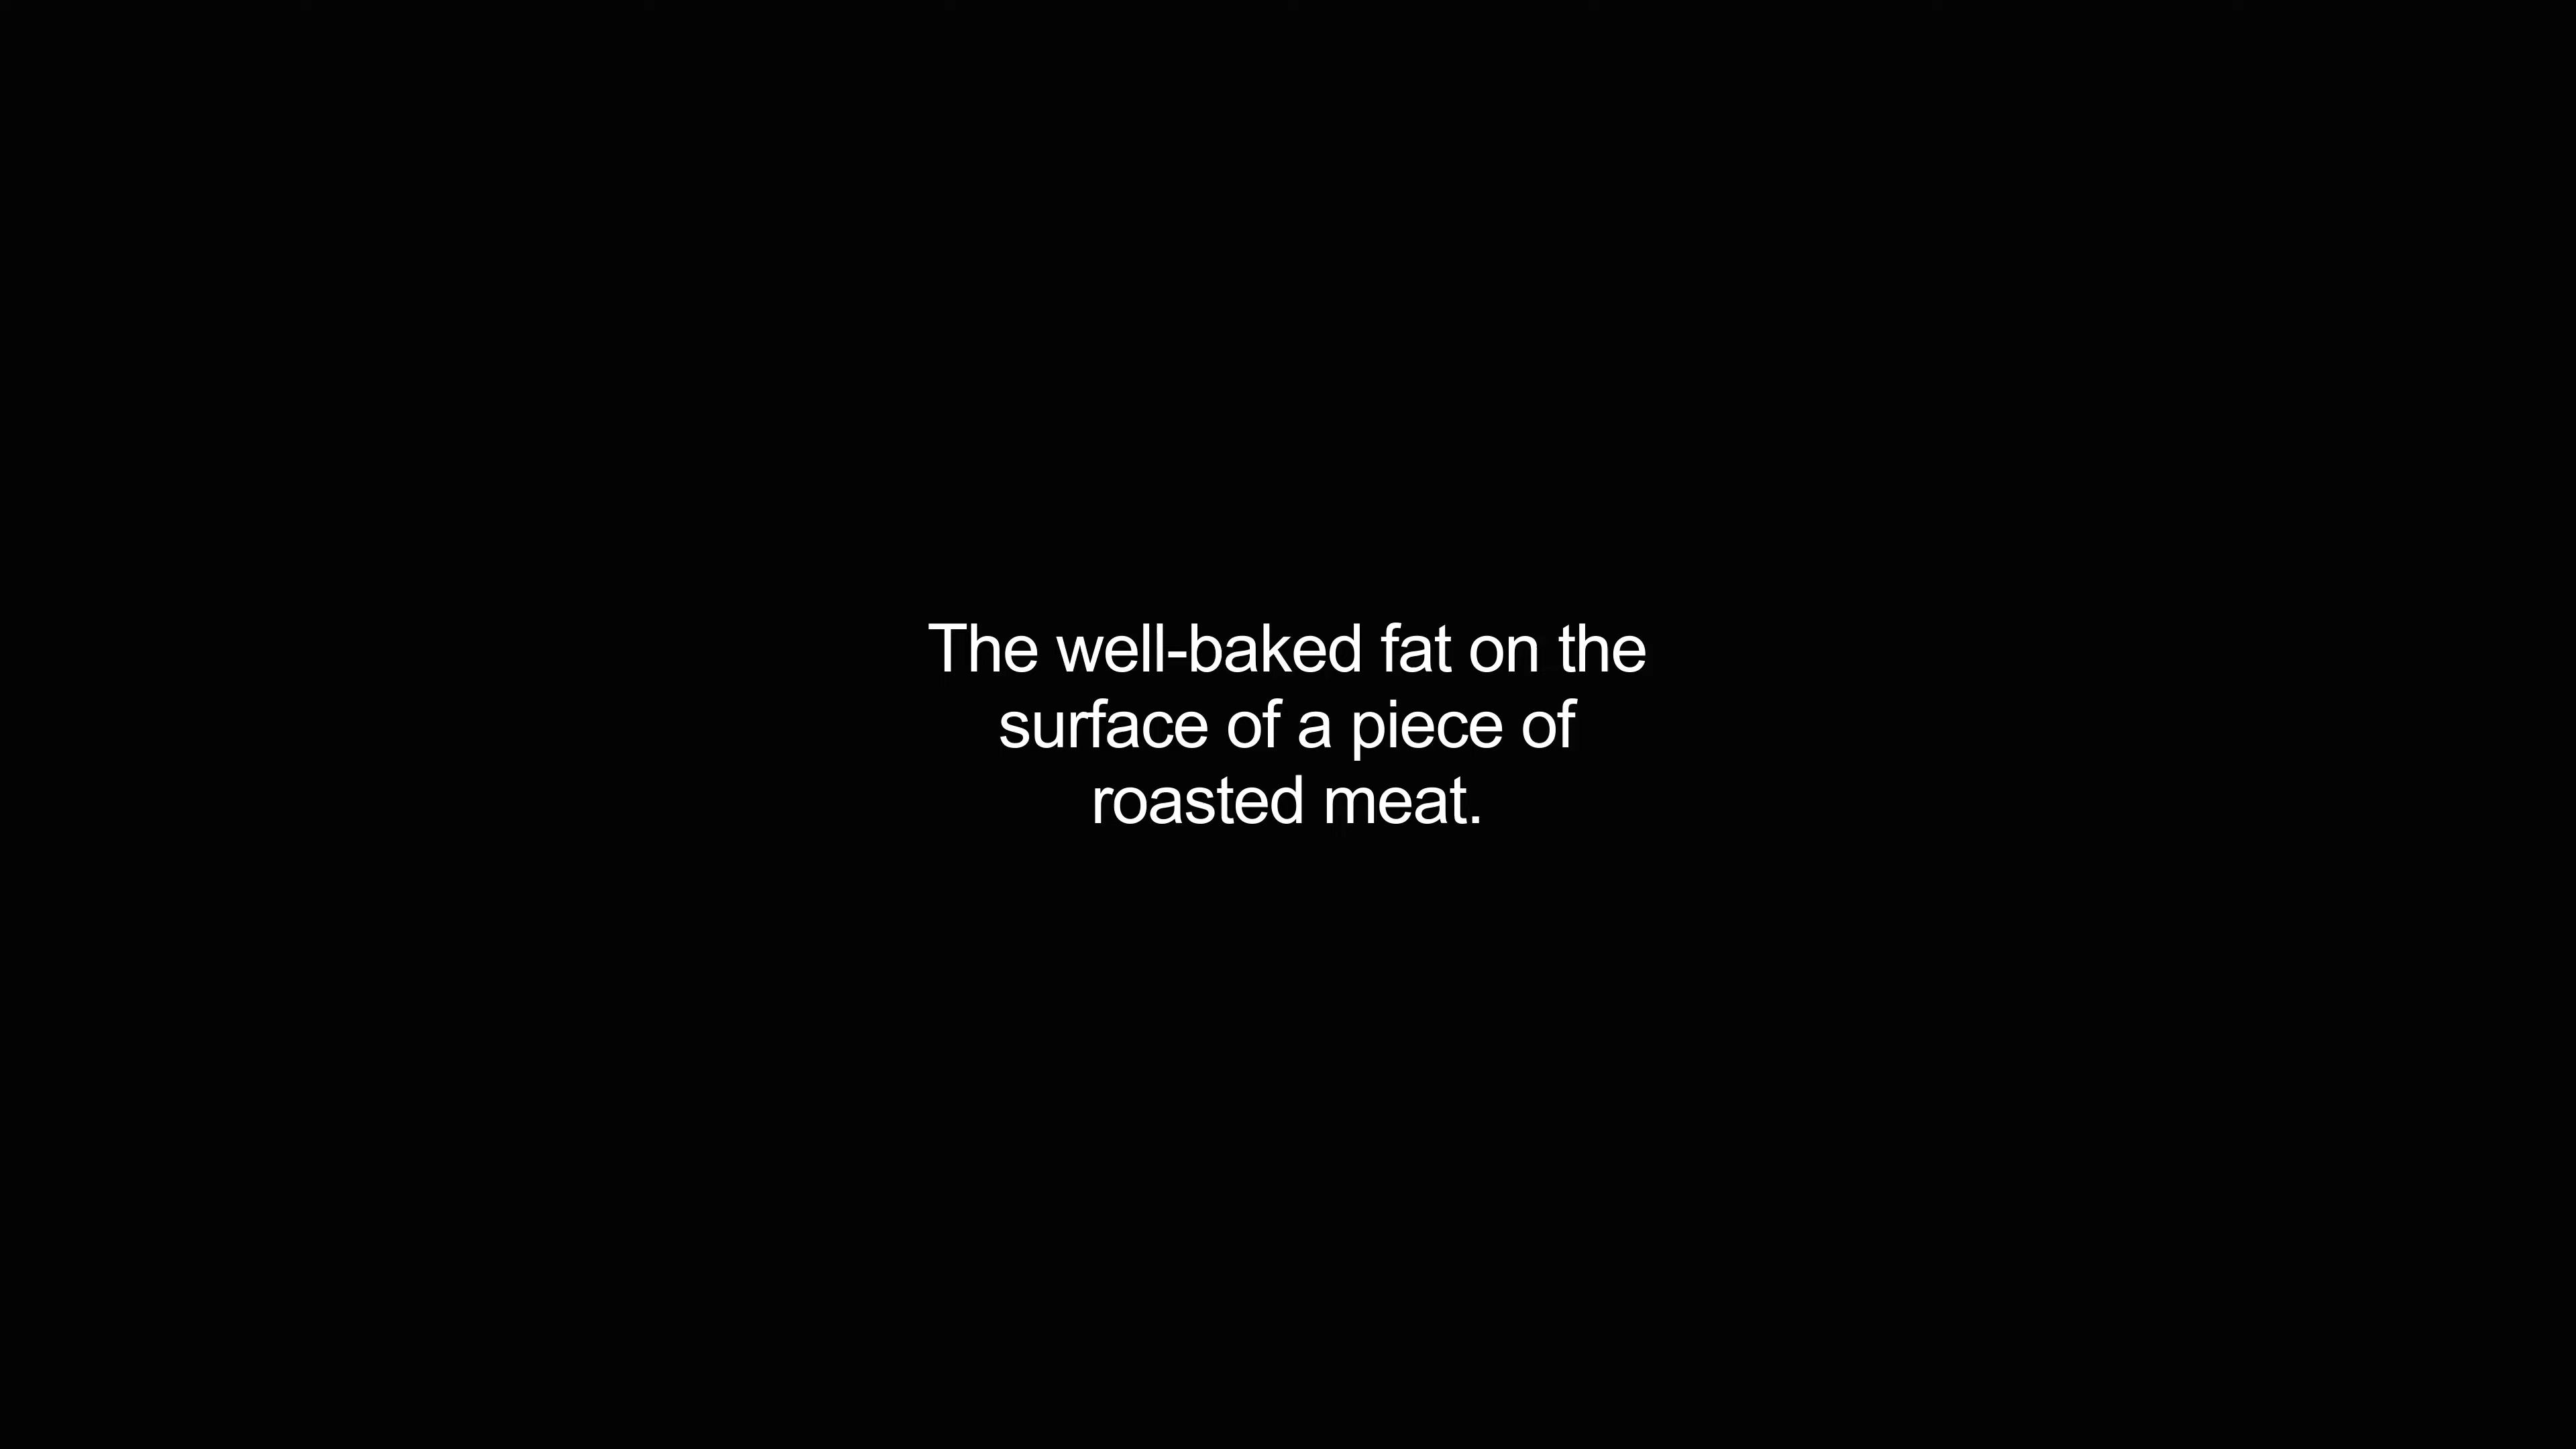 The well-baked fat on the
surface of a piece of
roasted meat.